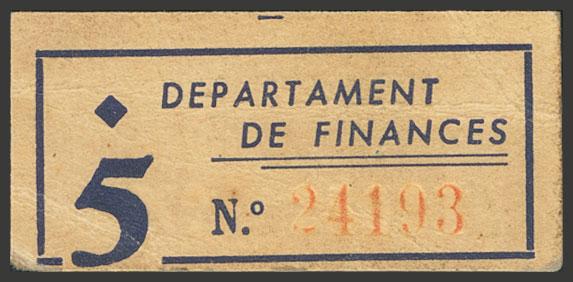 DEPARTAMENT
DE FINANCES
5
N.º 24193